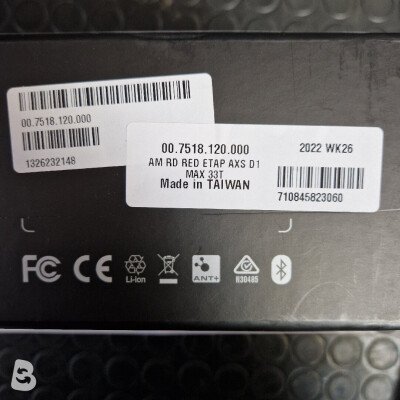 00.7518.120.000
1326232148
00.7518.120.000
2022 WK26
AM RD RED ETAP AXS D1
MAX 33T
Made in TAIWAN
710845823060
FC CE Li-ion ANT+ R30485
B